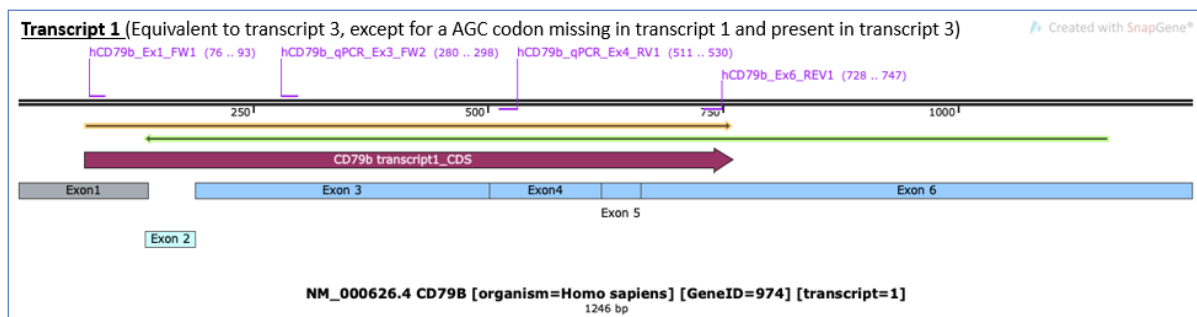 Transcript 1 (Equivalent to transcript 3, except for a AGC codon missing in transcript 1 and present in transcript 3)
Created with SnapGene®
hCD79b_Ex1_FW1 (76 .. 93)
hCD79b_qPCR_Ex3_FW2 (280 .. 298)
hCD79b_qPCR_Ex4_RV1 (511 .. 530)
hCD79b_Ex6_REV1 (728 .. 747)
250
500
750
1000
CD79b transcript1_CDS
Exon1
Exon 3
Exon4
Exon 6
Exon 5
Exon 2
NM_000626.4 CD79B [organism=Homo sapiens] [GeneID=974] [transcript=1]
1246 bp